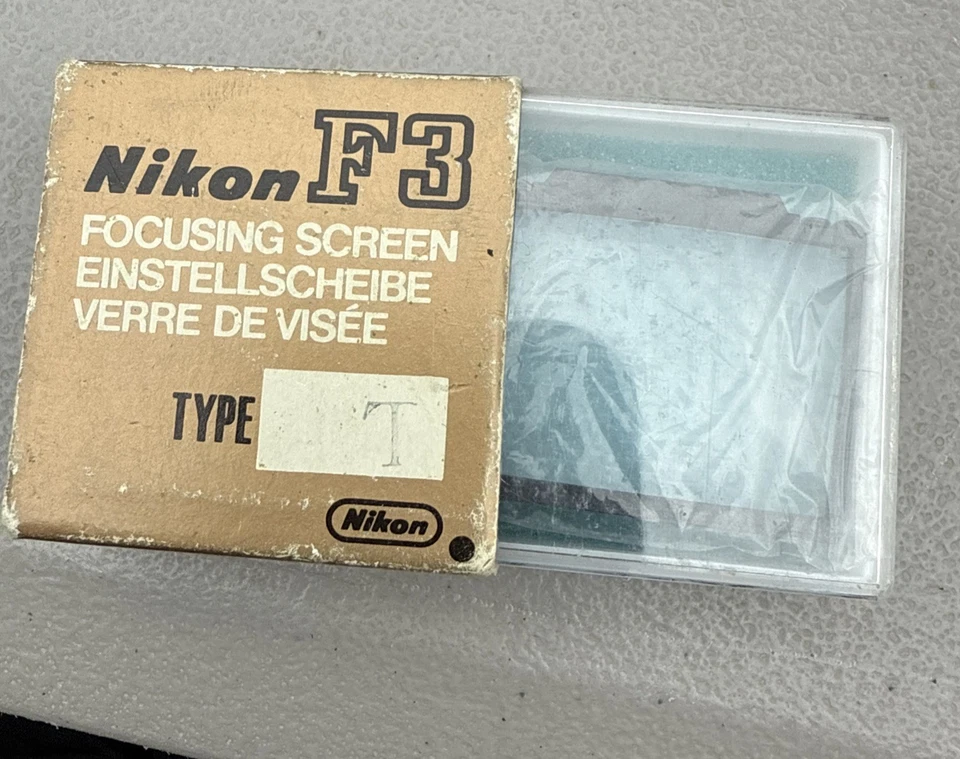 Nikon F3
FOCUSING SCREEN
EINSTELLSCHEIBE
VERRE DE VISÉE
TYPE T
Nikon